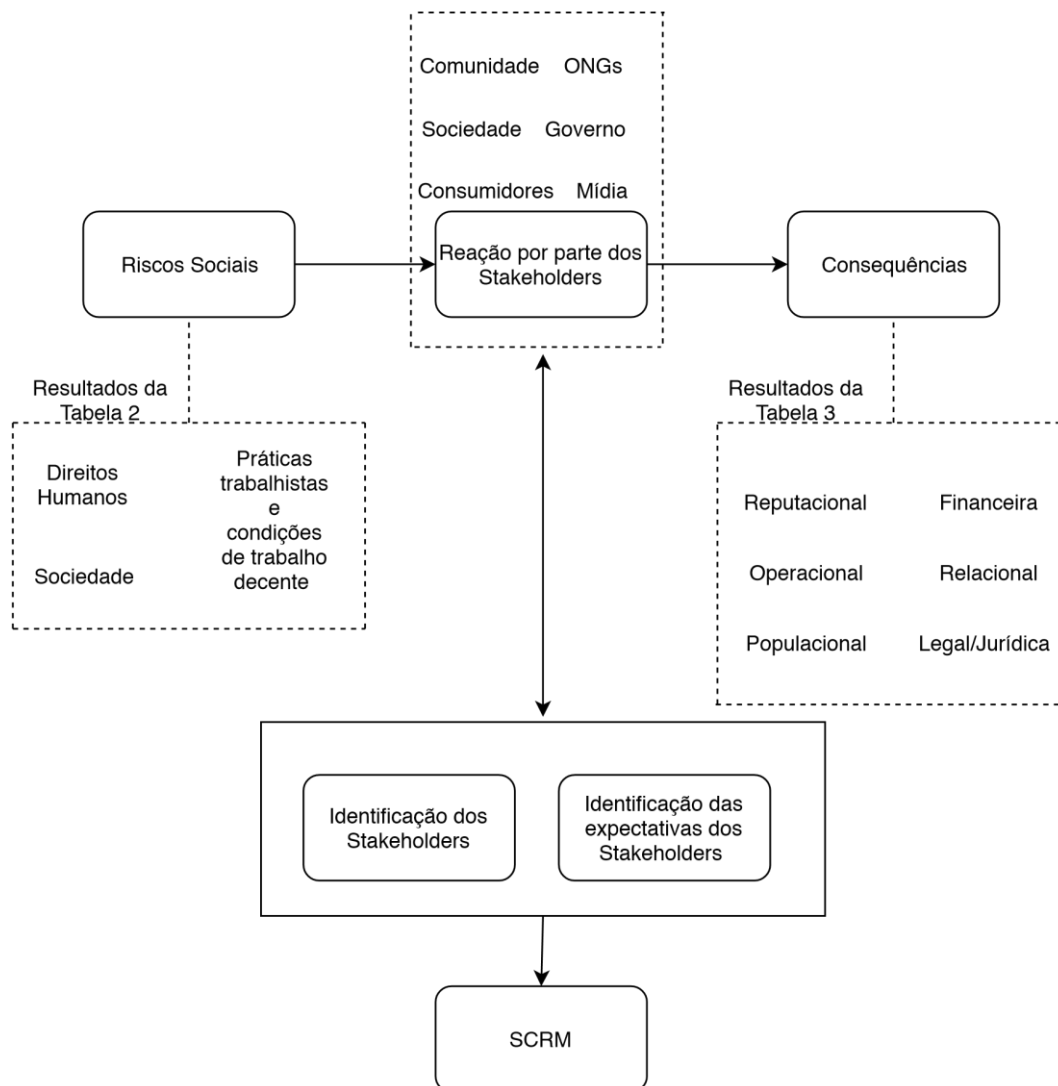 Comunidade ONGs
Sociedade Governo
Consumidores Mídia
Riscos Sociais
Reação por parte dos
Stakeholders
Consequências
Resultados da
Tabela 2
Direitos
Humanos
Sociedade
Práticas
trabalhistas
e
condições
de trabalho
decente
Resultados da
Tabela 3
Reputacional Financeira
Operacional Relacional
Populacional Legal/Jurídica
Identificação dos
Stakeholders
Identificação das
expectativas dos
Stakeholders
SCRM